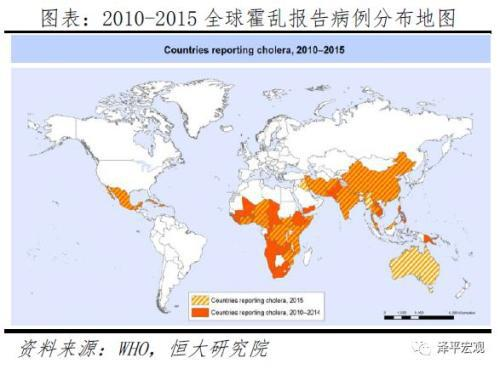 图表：2010-2015 全球霍乱报告病例分布地图
Countries reporting cholera, 2010–2015
Countries reporting cholera, 2015
Countries reporting cholera, 2010–2014
资料来源：WHO，恒大研究院
泽平宏观